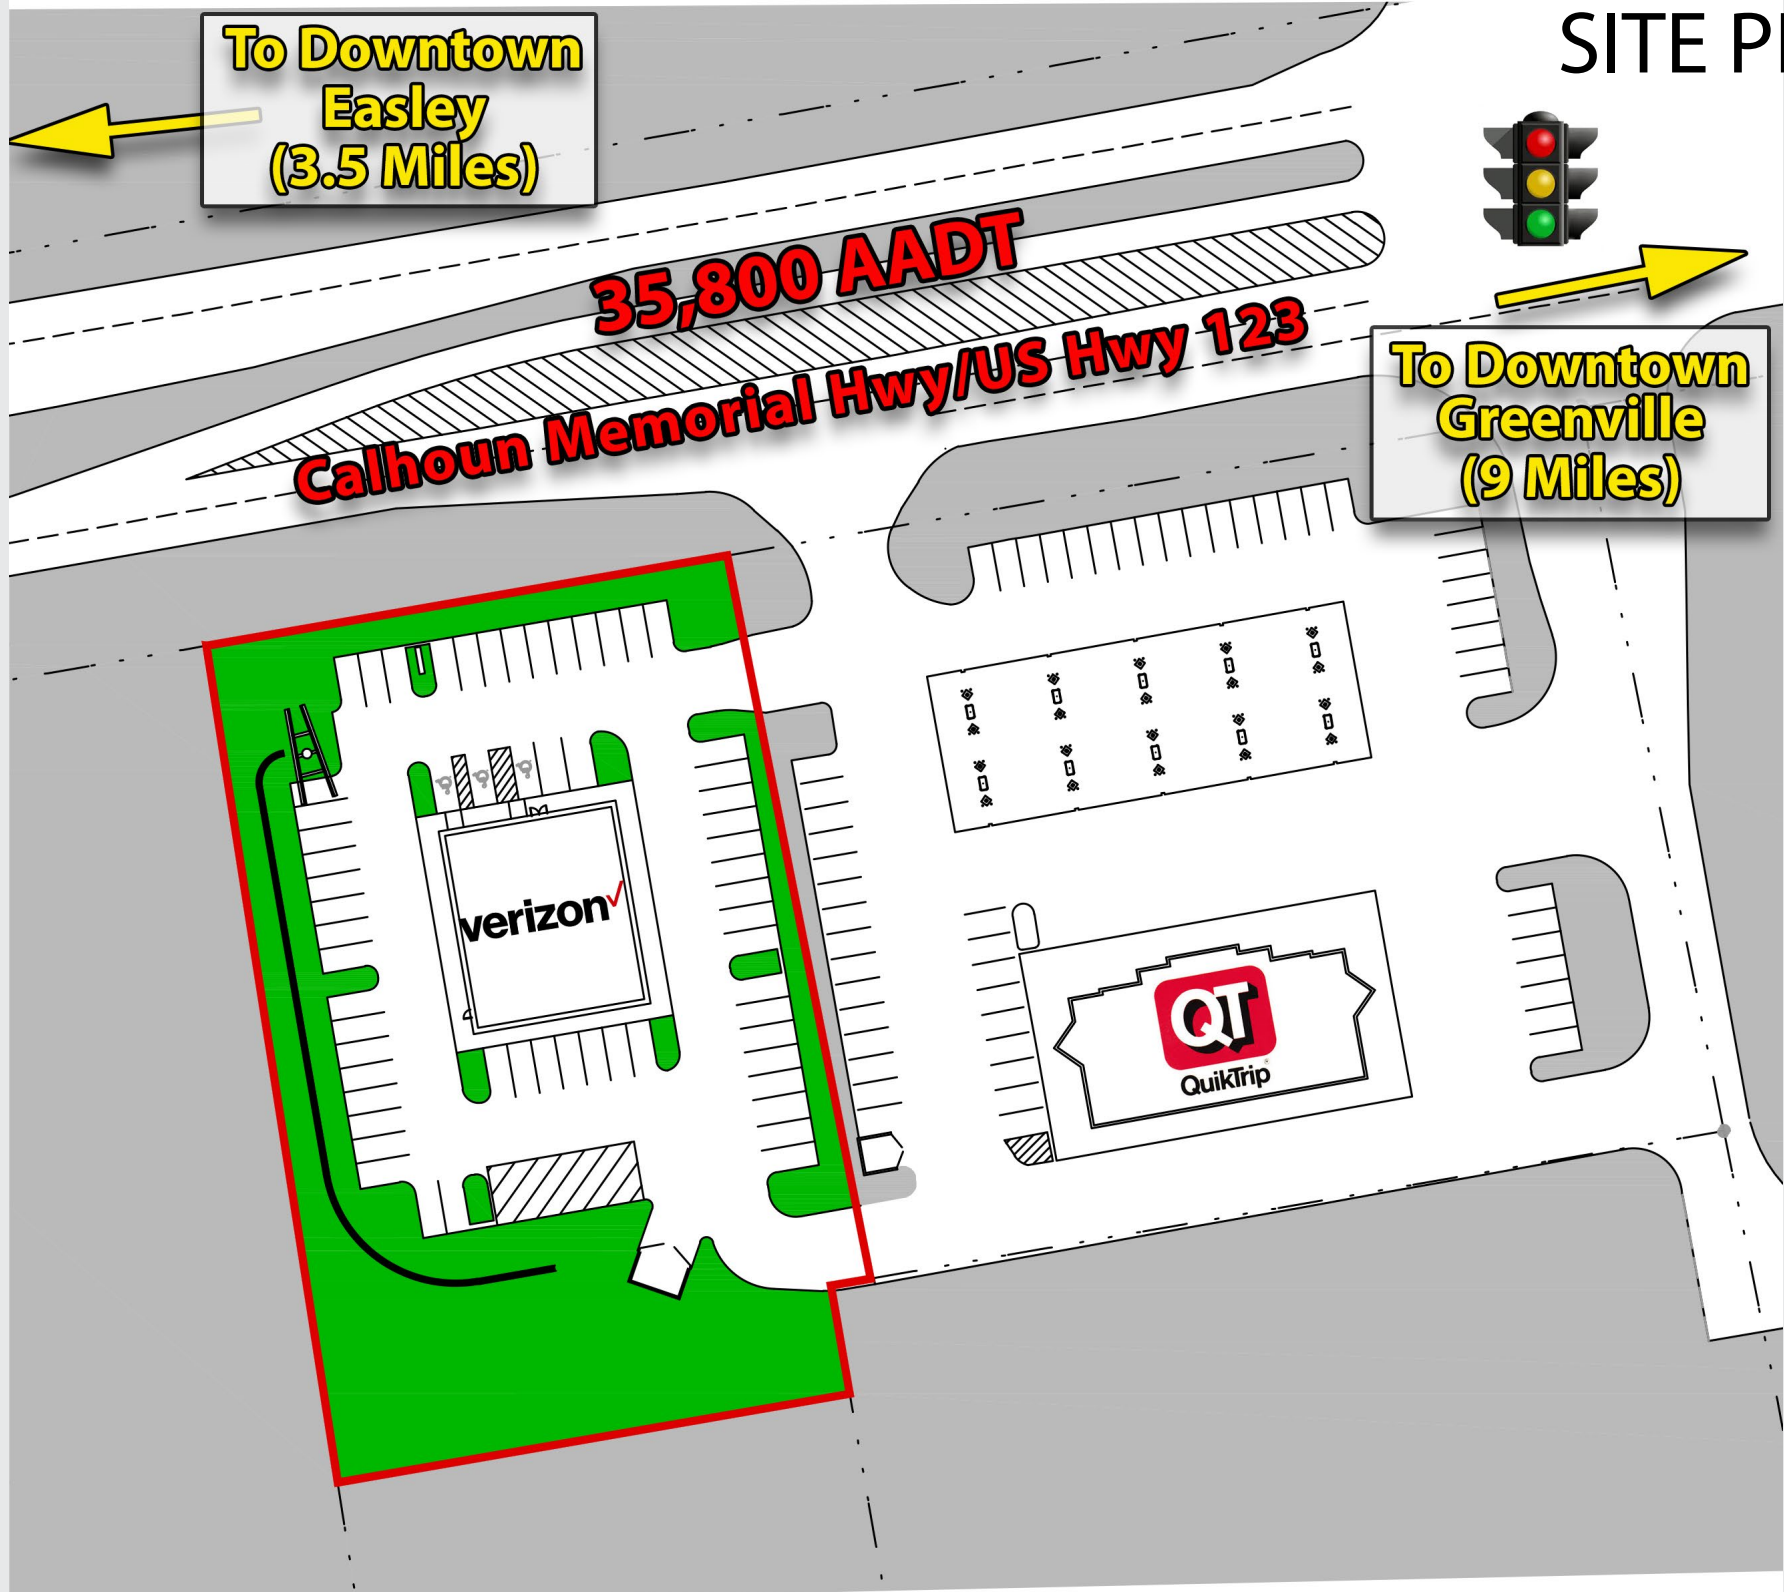 SITE P
To Downtown
Easley
(3.5 Miles)
35,800 AADT
Calhoun Memorial Hwy/US Hwy 123
To Downtown
Greenville
(9 Miles)
verizon
QT
QuikTrip